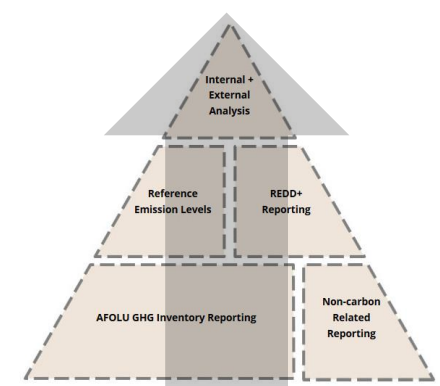 Internal +
External
Analysis
Reference
Emission Levels
REDD+
Reporting
AFOLU GHG Inventory Reporting
Non-carbon
Related
Reporting